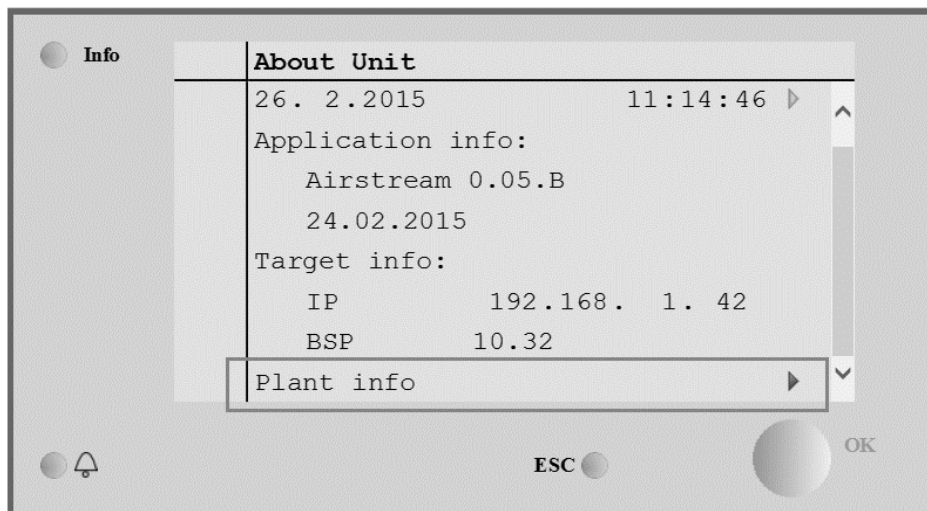 Info
About Unit
26. 2.2015 11:14:46
Application info:
Airstream 0.05.B
24.02.2015
Target info:
IP 192.168. 1. 42
BSP 10.32
Plant info
ESC
OK